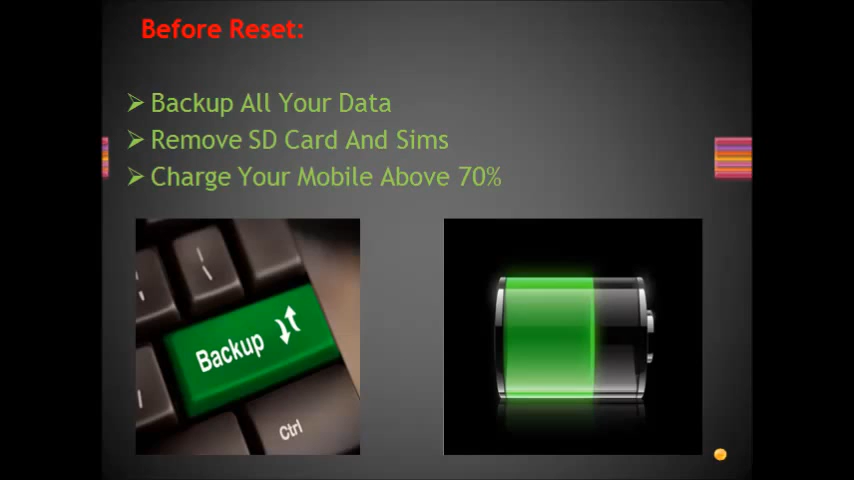 Before Reset:
➢ Backup All Your Data
➢ Remove SD Card And Sims
➢ Charge Your Mobile Above 70%
Backup
Ctrl